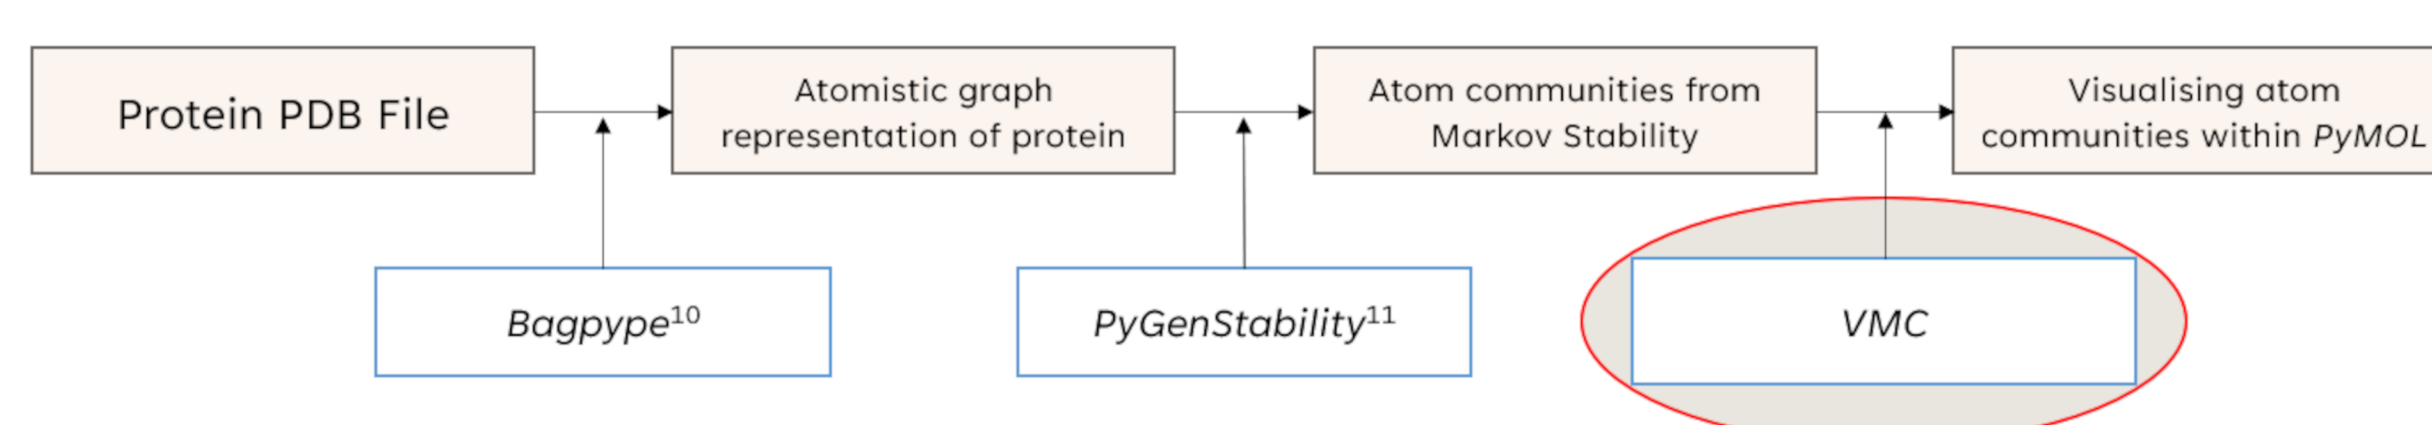 Protein PDB File
Atomistic graph
representation of protein
Atom communities from
Markov Stability
Visualising atom
communities within PyMOL
Bagpype¹⁰
PyGenStability¹¹
VMC